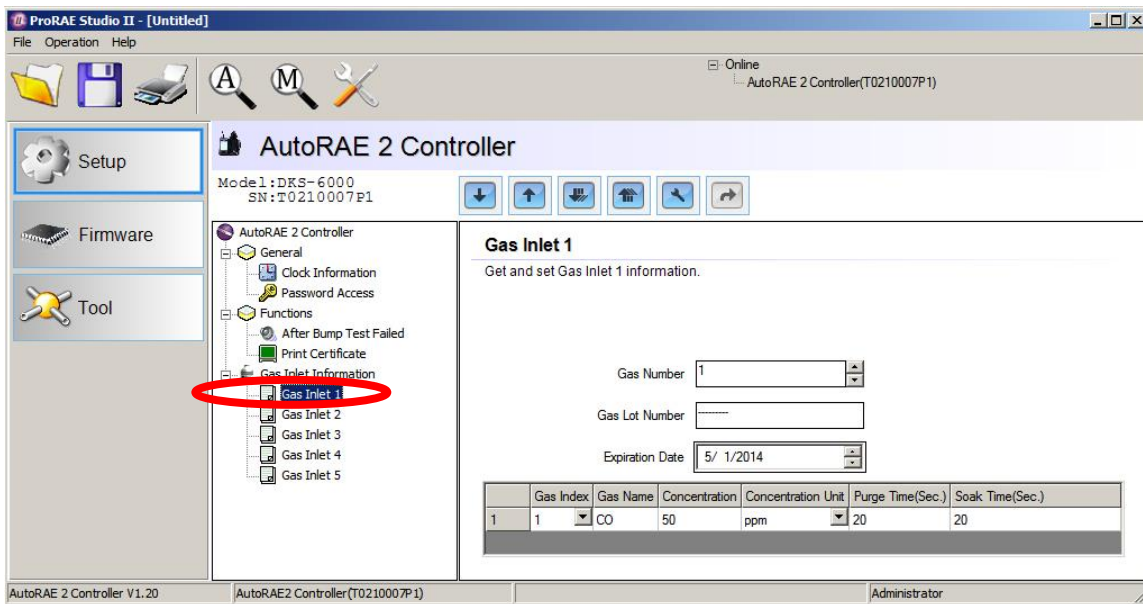 ProRAE Studio II - [Untitled]
File Operation Help
A M
Online
AutoRAE 2 Controller(T0210007P1)
Setup
Firmware
Tool
AutoRAE 2 Controller
Model:DKS-6000
SN:T0210007P1
AutoRAE 2 Controller
General
Clock Information
Password Access
Functions
After Bump Test Failed
Print Certificate
Gas Inlet Information
Gas Inlet 1
Gas Inlet 2
Gas Inlet 3
Gas Inlet 4
Gas Inlet 5
Gas Inlet 1
Get and set Gas Inlet 1 information.
Gas Number 1
Gas Lot Number ---------
Expiration Date 5/ 1/2014
Gas Index Gas Name Concentration Concentration Unit Purge Time(Sec.) Soak Time(Sec.)
1 1 CO 50 ppm 20 20
AutoRAE 2 Controller V1.20 AutoRAE2 Controller(T0210007P1) Administrator